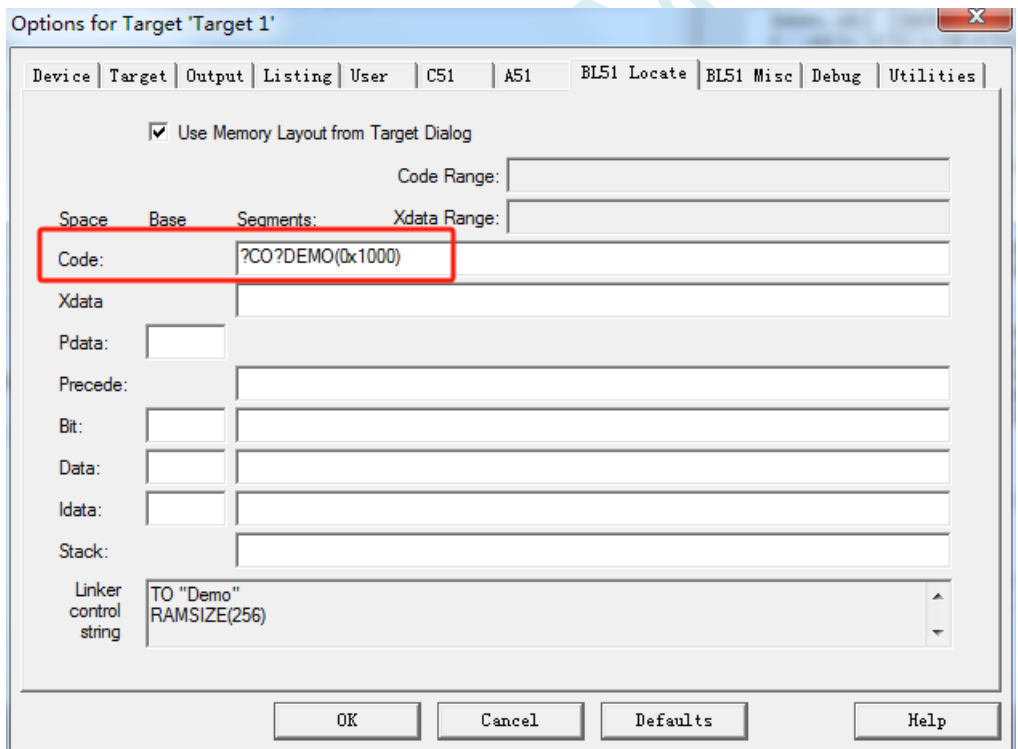 Options for Target 'Target 1'
Device Target Output Listing User C51 A51 BL51 Locate BL51 Misc Debug Utilities
Use Memory Layout from Target Dialog
Code Range:
Space Base Segments: Xdata Range:
Code: ?CO?DEMO(0x1000)
Xdata
Pdata:
Precede:
Bit:
Data:
Idata:
Stack:
Linker control string
TO "Demo"
RAMSIZE(256)
OK Cancel Defaults Help